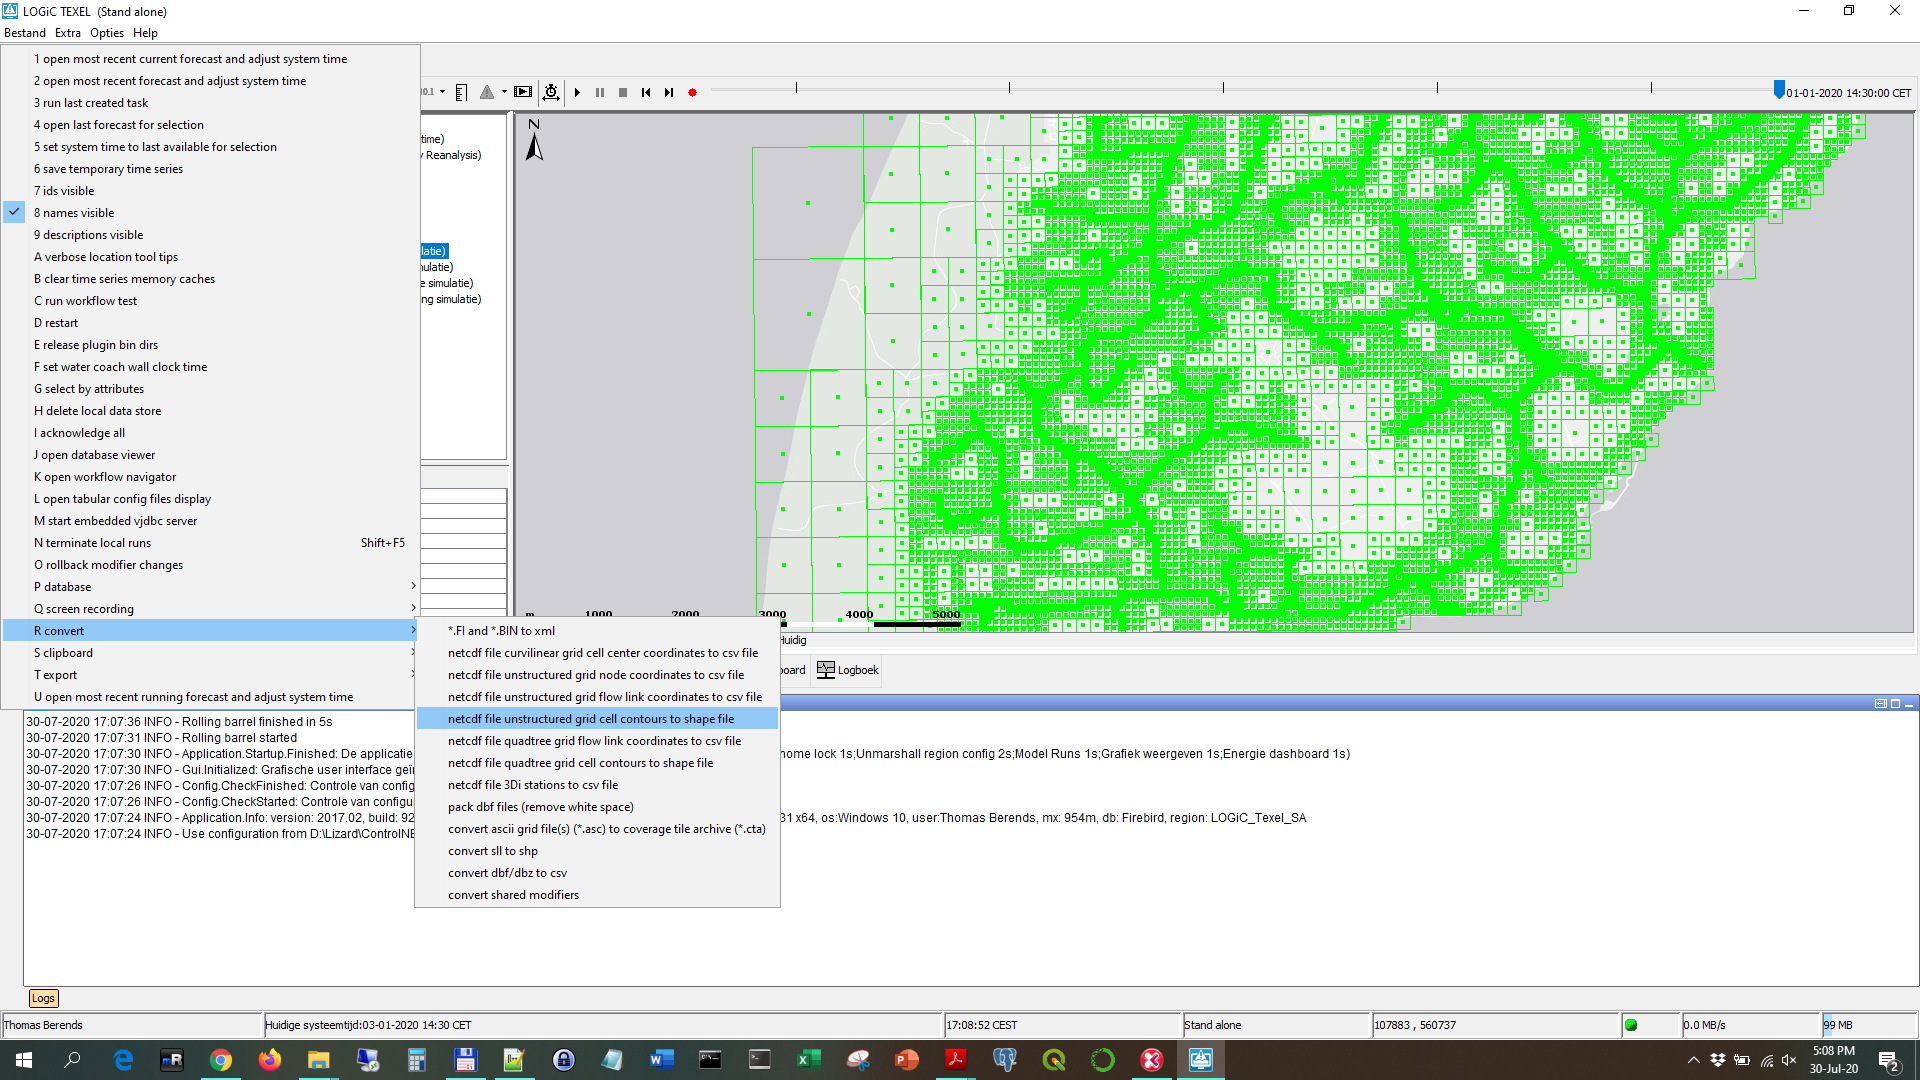 LOGiC TEXEL (Stand alone)
Bestand Extra Opties Help
1 open most recent current forecast and adjust system time
2 open most recent forecast and adjust system time
3 run last created task
4 open last forecast for selection
5 set system time to last available for selection
6 save temporary time series
7 ids visible
8 names visible
9 descriptions visible
A verbose location tool tips
B clear time series memory caches
C run workflow test
D restart
E release plugin bin dirs
F set water coach wall clock time
G select by attributes
H delete local data store
I acknowledge all
J open database viewer
K open workflow navigator
L open tabular config files display
M start embedded vjdbc server
N terminate local runs Shift+F5
O rollback modifier changes
P database
Q screen recording
R convert
S clipboard
T export
U open most recent running forecast and adjust system time
*.FI and *.BIN to xml
netcdf file curvilinear grid cell center coordinates to csv file
netcdf file unstructured grid node coordinates to csv file
netcdf file unstructured grid flow link coordinates to csv file
netcdf file unstructured grid cell contours to shape file
netcdf file quadtree grid flow link coordinates to csv file
netcdf file quadtree grid cell contours to shape file
netcdf file 3Di stations to csv file
pack dbf files (remove white space)
convert ascii grid file(s) (*.asc) to coverage tile archive (*.cta)
convert sll to shp
convert dbf/dbz to csv
convert shared modifiers
01-01-2020 14:30:00 CET
time)
y Reanalysis)
latie)
mulatie)
e simulatie)
ng simulatie)
N
m 1000 2000 3000 4000 5000
Huidig
board Logboek
30-07-2020 17:07:36 INFO - Rolling barrel finished in 5s
30-07-2020 17:07:31 INFO - Rolling barrel started
30-07-2020 17:07:30 INFO - Application.Startup.Finished: De applicatie home lock 1s;Unmarshall region config 2s;Model Runs 1s;Grafiek weergeven 1s;Energie dashboard 1s)
30-07-2020 17:07:30 INFO - Gui.Initialized: Grafische user interface geïn
30-07-2020 17:07:26 INFO - Config.CheckFinished: Controle van config
30-07-2020 17:07:26 INFO - Config.CheckStarted: Controle van configu
30-07-2020 17:07:24 INFO - Application.Info: version: 2017.02, build: 92 31 x64, os:Windows 10, user:Thomas Berends, mx: 954m, db: Firebird, region: LOGiC_Texel_SA
30-07-2020 17:07:24 INFO - Use configuration from D:\Lizard\ControlNE
Logs
Thomas Berends
Huidige systeemtijd:03-01-2020 14:30 CET
17:08:52 CEST
Stand alone
107883 , 560737
0.0 MB/s
99 MB
5:08 PM
30-Jul-20
2